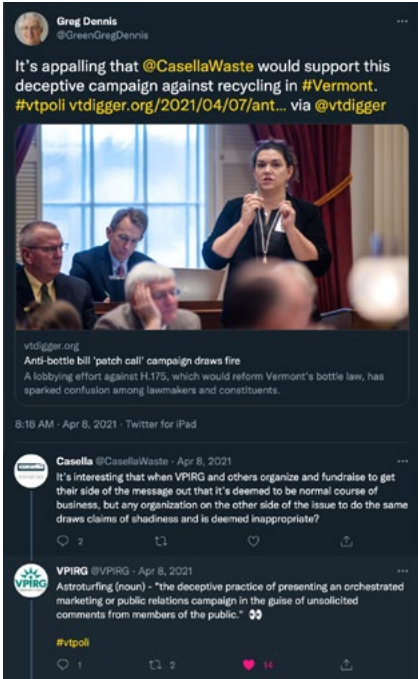 Greg Dennis
@GreenGregDennis
It's appalling that @CasellaWaste would support this
deceptive campaign against recycling in #Vermont.
#vtpoli vtdigger.org/2021/04/07/ant... via @vtdigger
vtdigger.org
Anti-bottle bill 'patch call' campaign draws fire
A lobbying effort against H.175, which would reform Vermont's bottle law, has
sparked confusion among lawmakers and constituents.
8:18 AM · Apr 8, 2021 · Twitter for iPad
Casella @CasellaWaste · Apr 8, 2021
It's interesting that when VPIRG and others organize and fundraise to get
their side of the message out that it's deemed to be normal course of
business, but any organization on the other side of the issue to do the same
draws claims of shadiness and is deemed inappropriate?
2
VPIRG @VPIRG · Apr 8, 2021
VPIRG
Astroturfing (noun) - "the deceptive practice of presenting an orchestrated
marketing or public relations campaign in the guise of unsolicited
comments from members of the public." 👀
#vtpoli
1 2 14